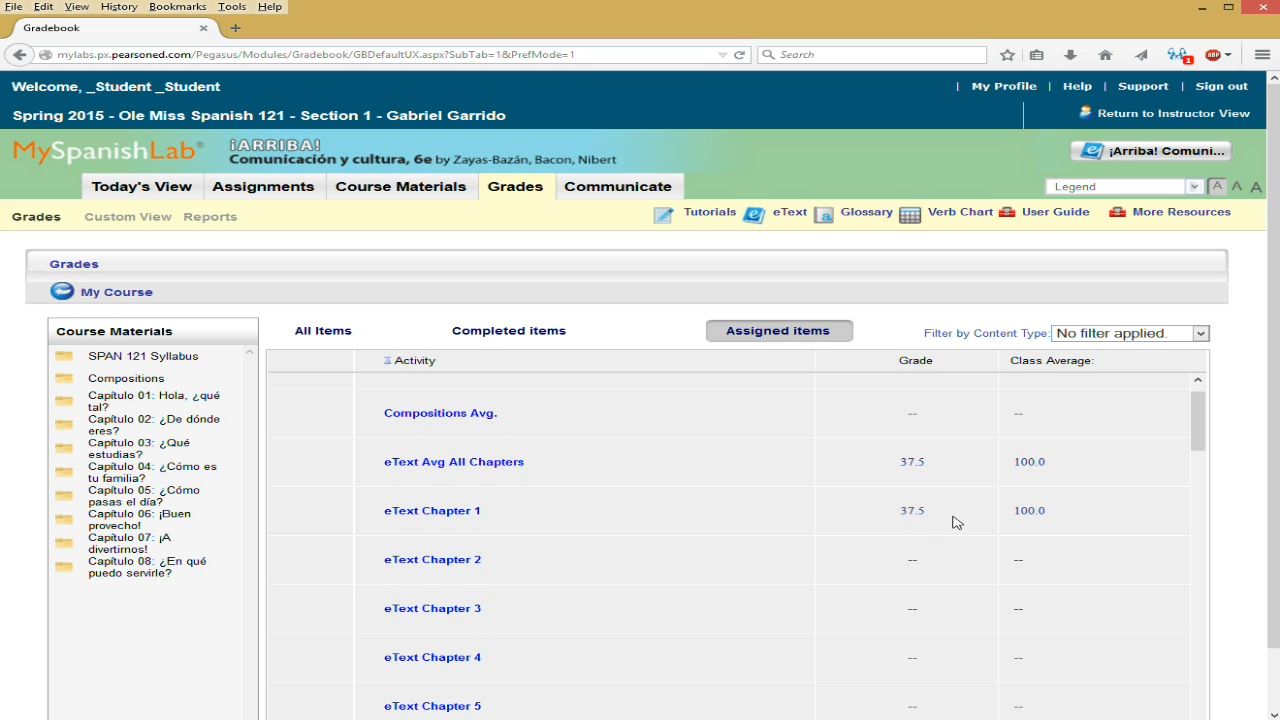 File Edit View History Bookmarks Tools Help
Gradebook
mylabs.px.pearsoned.com/Pegasus/Modules/Gradebook/GBDefaultUX.aspx?SubTab=1&PrefMode=1
Search
1
ABP
Welcome, _Student _Student
| My Profile | Help | Support | Sign out
Spring 2015 - Ole Miss Spanish 121 - Section 1 - Gabriel Garrido
Return to Instructor View
MySpanishLab®
¡ARRIBA!
Comunicación y cultura, 6e by Zayas-Bazán, Bacon, Nibert
¡Arriba! Comuni...
Today's View Assignments Course Materials Grades Communicate
Legend
A A A
Grades Custom View Reports
Tutorials eText Glossary Verb Chart User Guide More Resources
Grades
My Course
Course Materials
SPAN 121 Syllabus
Compositions
Capítulo 01: Hola, ¿qué
tal?
Capítulo 02: ¿De dónde
eres?
Capítulo 03: ¿Qué
estudias?
Capítulo 04: ¿Cómo es
tu familia?
Capítulo 05: ¿Cómo
pasas el día?
Capítulo 06: ¡Buen
provecho!
Capítulo 07: ¡A
divertirnos!
Capítulo 08: ¿En qué
puedo servirle?
All Items Completed items Assigned items
Filter by Content Type: No filter applied.
Activity Grade Class Average:
Compositions Avg. -- --
eText Avg All Chapters 37.5 100.0
eText Chapter 1 37.5 100.0
eText Chapter 2 -- --
eText Chapter 3 -- --
eText Chapter 4 -- --
eText Chapter 5 -- --